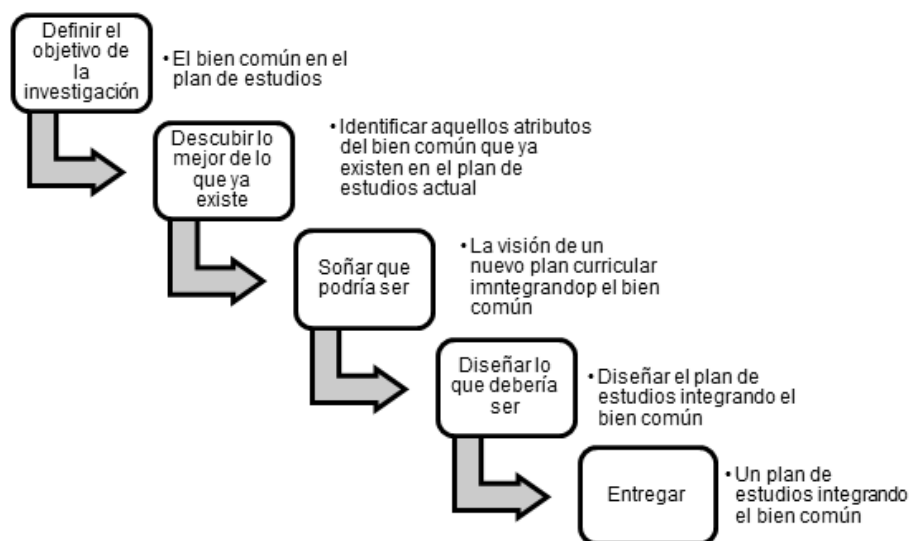 Definir el
objetivo de
la
investigación
• El bien común en el
plan de estudios
Descubir lo
mejor de lo
que ya
existe
• Identificar aquellos atributos
del bien común que ya
existen en el plan de
estudios actual
Soñar que
podría ser
• La visión de un
nuevo plan curricular
imntegrandop el bien
común
Diseñar lo
que debería
ser
• Diseñar el plan de
estudios integrando el
bien común
Entregar
• Un plan de
estudios integrando
el bien común